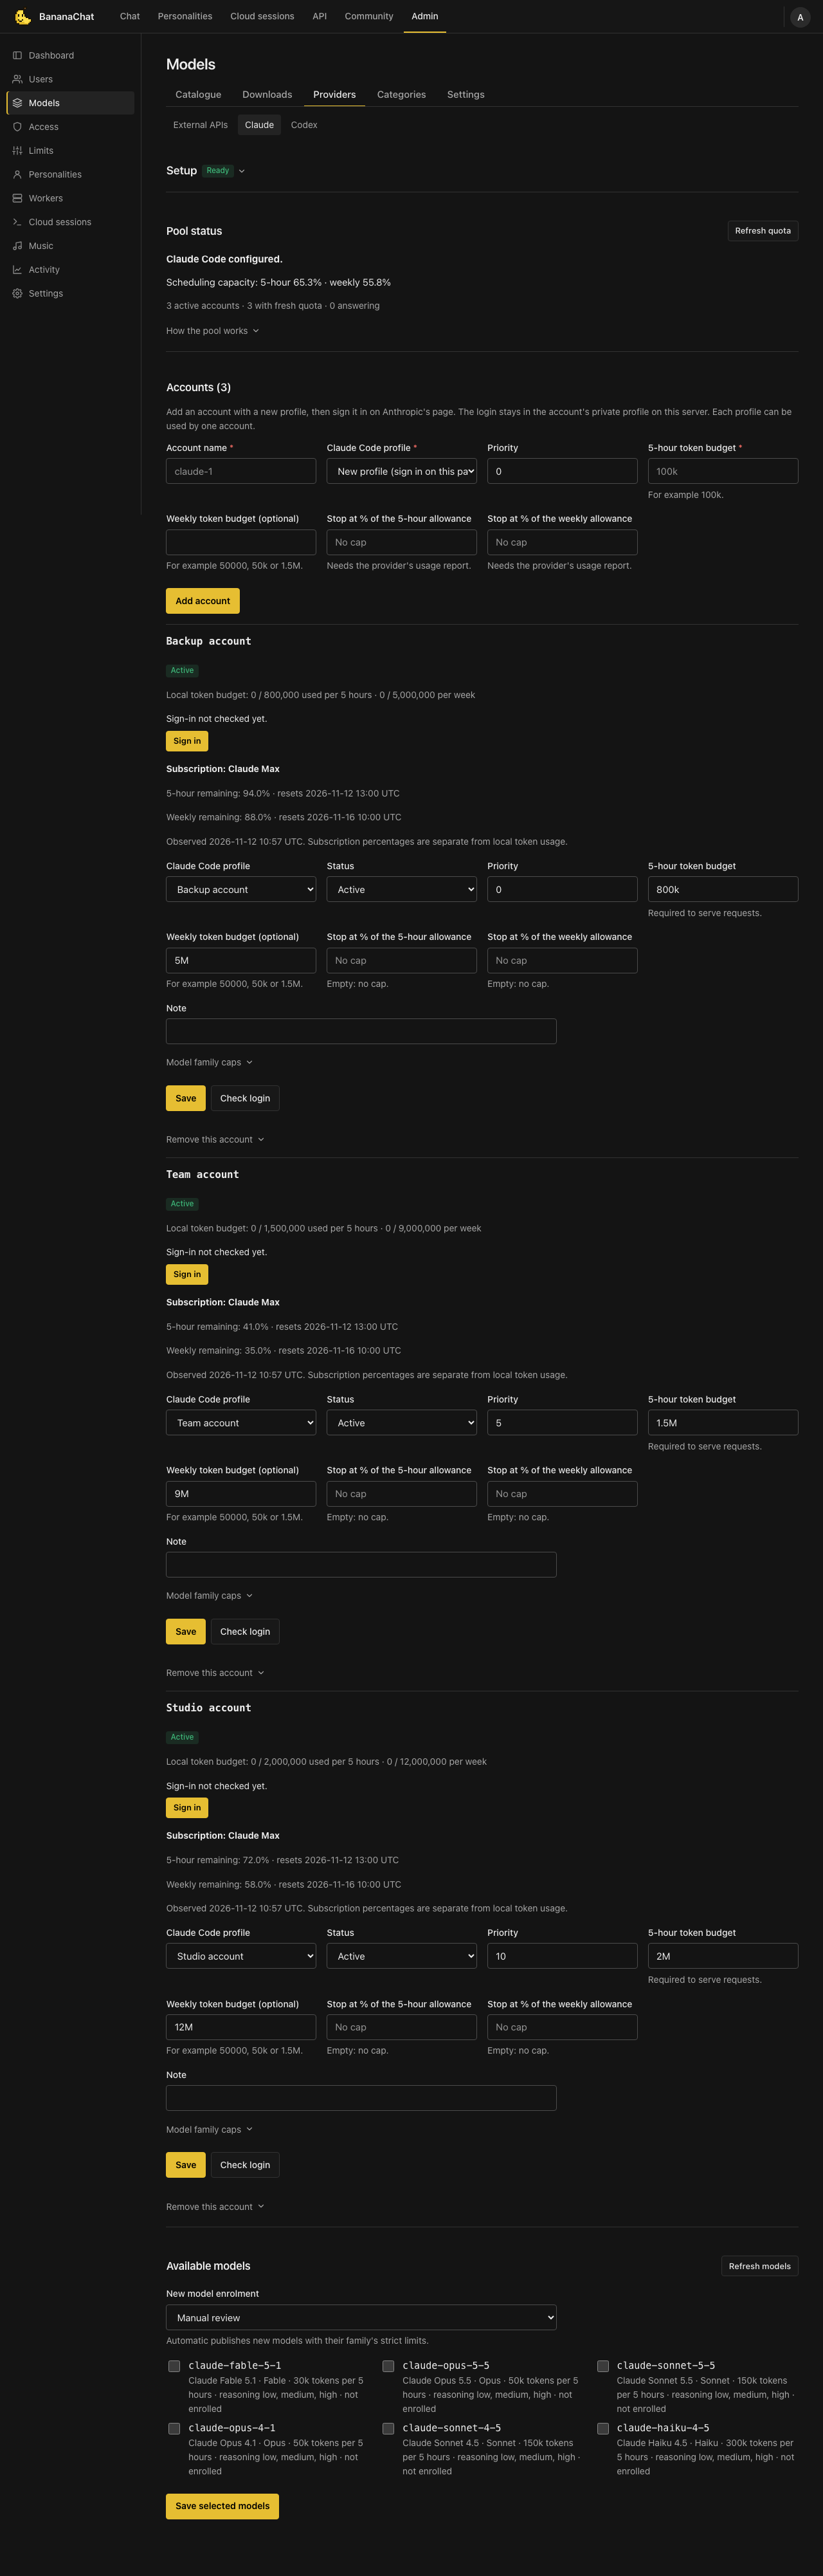 BananaChat
Chat
Personalities
Cloud sessions
API
Community
Admin
A
Dashboard
Users
Models
Access
Limits
Personalities
Workers
Cloud sessions
Music
Activity
Settings
Models
Catalogue
Downloads
Providers
Categories
Settings
External APIs
Claude
Codex
Setup Ready
Pool status
Refresh quota
Claude Code configured.
Scheduling capacity: 5-hour 65.3% · weekly 55.8%
3 active accounts · 3 with fresh quota · 0 answering
How the pool works
Accounts (3)
Add an account with a new profile, then sign it in on Anthropic's page. The login stays in the account's private profile on this server. Each profile can be
used by one account.
Account name *
Claude Code profile *
Priority
5-hour token budget *
claude-1
New profile (sign in on this pa
0
100k
For example 100k.
Weekly token budget (optional)
Stop at % of the 5-hour allowance
Stop at % of the weekly allowance
No cap
No cap
For example 50000, 50k or 1.5M.
Needs the provider's usage report.
Needs the provider's usage report.
Add account
Backup account
Active
Local token budget: 0 / 800,000 used per 5 hours · 0 / 5,000,000 per week
Sign-in not checked yet.
Sign in
Subscription: Claude Max
5-hour remaining: 94.0% · resets 2026-11-12 13:00 UTC
Weekly remaining: 88.0% · resets 2026-11-16 10:00 UTC
Observed 2026-11-12 10:57 UTC. Subscription percentages are separate from local token usage.
Claude Code profile
Status
Priority
5-hour token budget
Backup account
Active
0
800k
Required to serve requests.
Weekly token budget (optional)
Stop at % of the 5-hour allowance
Stop at % of the weekly allowance
5M
No cap
No cap
For example 50000, 50k or 1.5M.
Empty: no cap.
Empty: no cap.
Note
Model family caps
Save
Check login
Remove this account
Team account
Active
Local token budget: 0 / 1,500,000 used per 5 hours · 0 / 9,000,000 per week
Sign-in not checked yet.
Sign in
Subscription: Claude Max
5-hour remaining: 41.0% · resets 2026-11-12 13:00 UTC
Weekly remaining: 35.0% · resets 2026-11-16 10:00 UTC
Observed 2026-11-12 10:57 UTC. Subscription percentages are separate from local token usage.
Claude Code profile
Status
Priority
5-hour token budget
Team account
Active
5
1.5M
Required to serve requests.
Weekly token budget (optional)
Stop at % of the 5-hour allowance
Stop at % of the weekly allowance
9M
No cap
No cap
For example 50000, 50k or 1.5M.
Empty: no cap.
Empty: no cap.
Note
Model family caps
Save
Check login
Remove this account
Studio account
Active
Local token budget: 0 / 2,000,000 used per 5 hours · 0 / 12,000,000 per week
Sign-in not checked yet.
Sign in
Subscription: Claude Max
5-hour remaining: 72.0% · resets 2026-11-12 13:00 UTC
Weekly remaining: 58.0% · resets 2026-11-16 10:00 UTC
Observed 2026-11-12 10:57 UTC. Subscription percentages are separate from local token usage.
Claude Code profile
Status
Priority
5-hour token budget
Studio account
Active
10
2M
Required to serve requests.
Weekly token budget (optional)
Stop at % of the 5-hour allowance
Stop at % of the weekly allowance
12M
No cap
No cap
For example 50000, 50k or 1.5M.
Empty: no cap.
Empty: no cap.
Note
Model family caps
Save
Check login
Remove this account
Available models
Refresh models
New model enrolment
Manual review
Automatic publishes new models with their family's strict limits.
claude-fable-5-1
Claude Fable 5.1 · Fable · 30k tokens per 5
hours · reasoning low, medium, high · not
enrolled
claude-opus-5-5
Claude Opus 5.5 · Opus · 50k tokens per 5
hours · reasoning low, medium, high · not
enrolled
claude-sonnet-5-5
Claude Sonnet 5.5 · Sonnet · 150k tokens
per 5 hours · reasoning low, medium, high ·
not enrolled
claude-opus-4-1
Claude Opus 4.1 · Opus · 50k tokens per 5
hours · reasoning low, medium, high · not
enrolled
claude-sonnet-4-5
Claude Sonnet 4.5 · Sonnet · 150k tokens
per 5 hours · reasoning low, medium, high ·
not enrolled
claude-haiku-4-5
Claude Haiku 4.5 · Haiku · 300k tokens per
5 hours · reasoning low, medium, high · not
enrolled
Save selected models